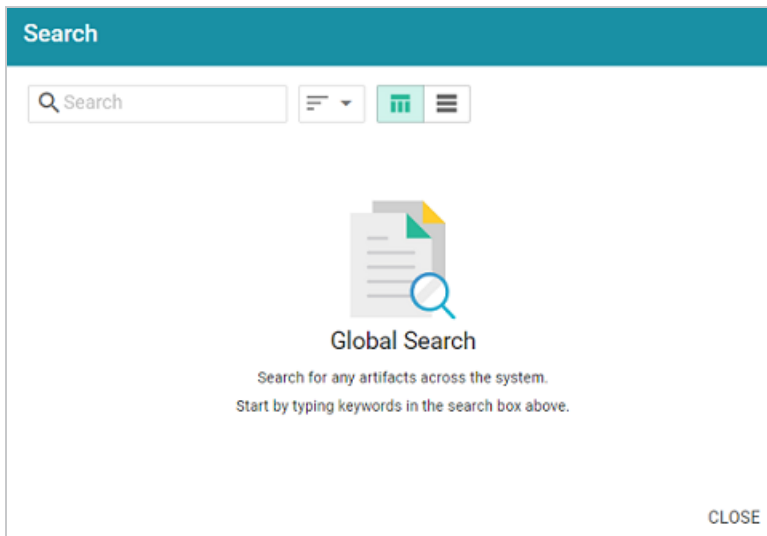 Search
Search
Global Search
Search for any artifacts across the system.
Start by typing keywords in the search box above.
CLOSE